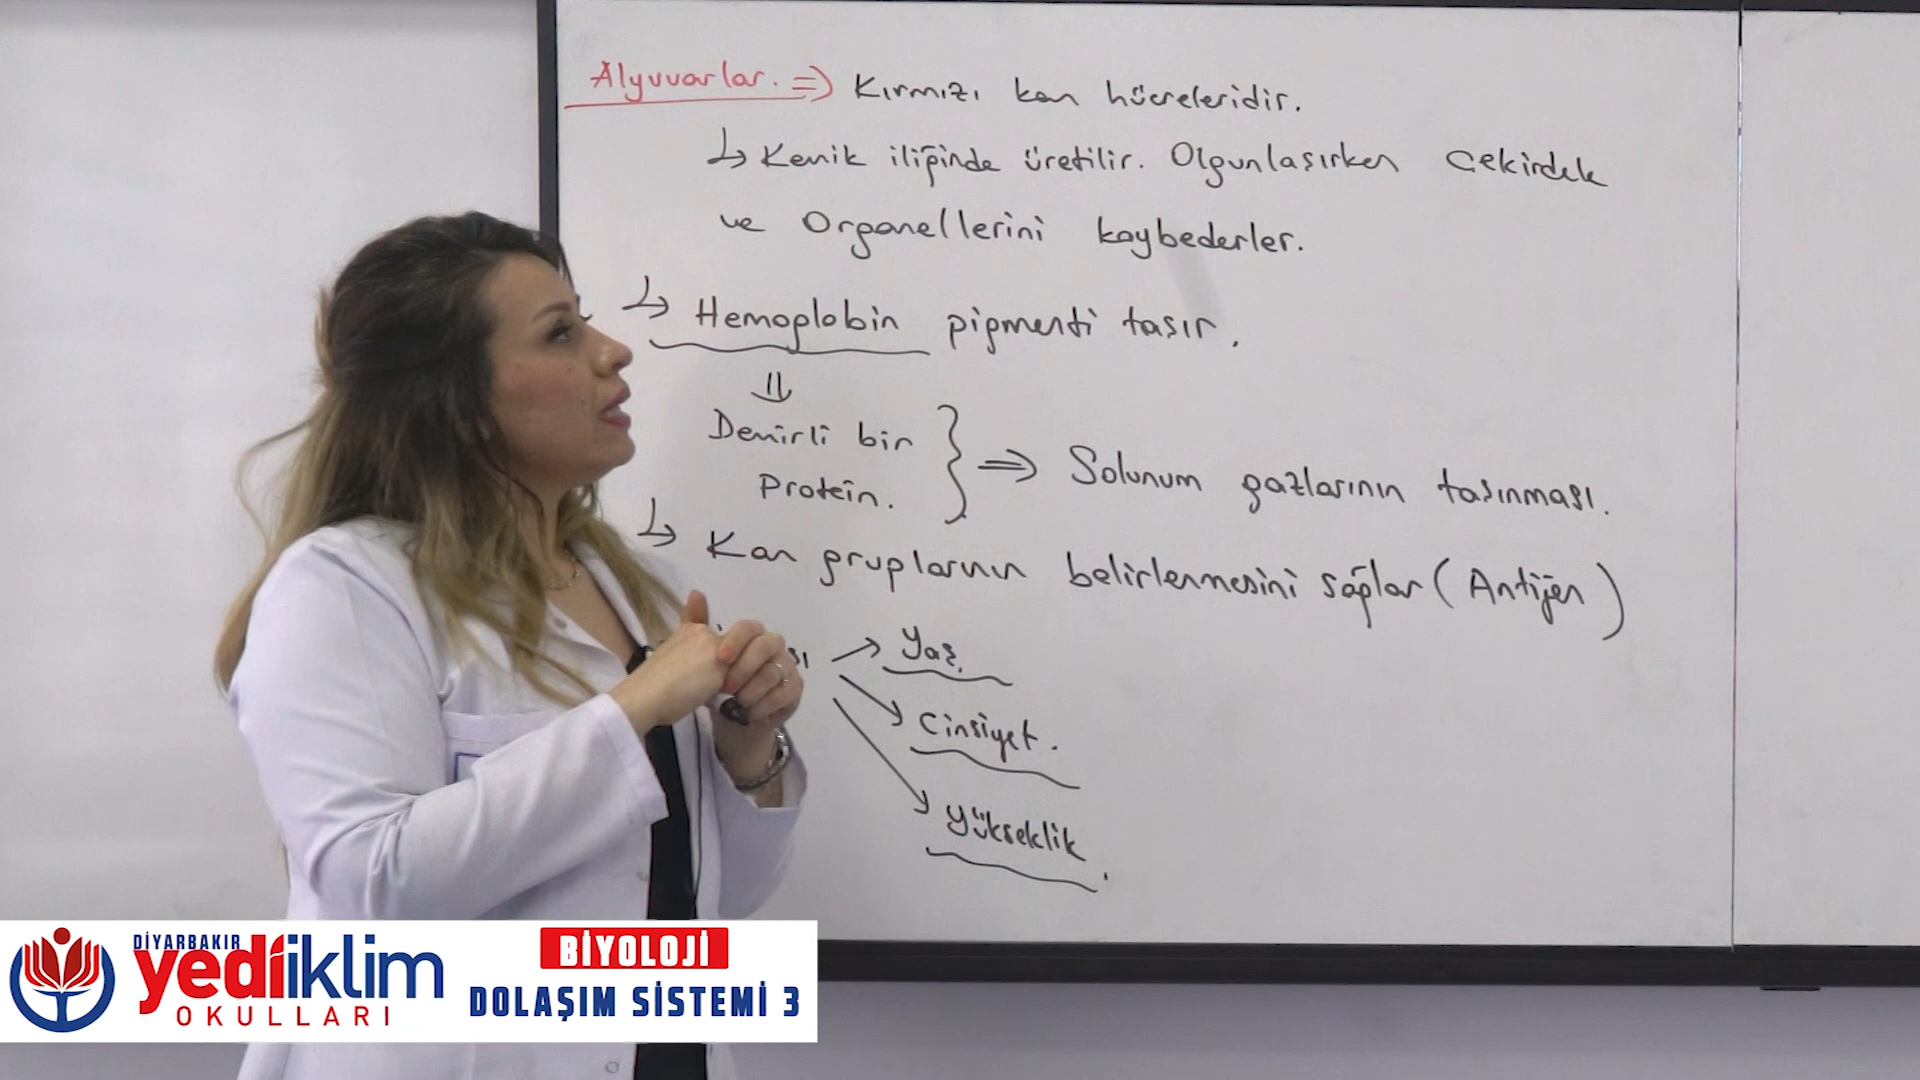 Alyuvarlar. => Kırmızı kan hücreleridir.
↳ Kemik iliğinde üretilir. Olgunlaşırken çekirdek
ve Organellerini kaybederler.
↳ Hemoglobin pigmenti taşır.
Demirli bir
Protein.
} => Solunum gazlarının taşınması.
↳ Kan gruplarının belirlenmesini sağlar (Antijen)
→ Yaş.
→ Cinsiyet.
→ Yükseklik.
DİYARBAKIR
yediiklim
OKULLARI
BİYOLOJİ
DOLAŞIM SİSTEMİ 3